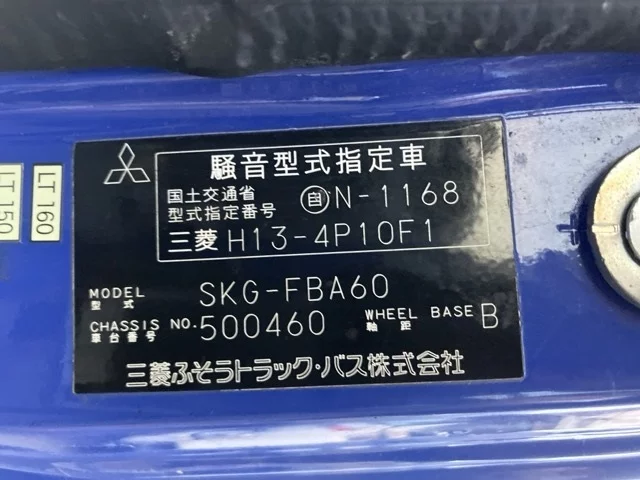 騒音型式指定車
国土交通省
型式指定番号 自N-1168
三菱 H13-4P10F1
MODEL
型式 SKG-FBA60
CHASSIS NO. 500460 WHEEL BASE B
車台番号 軸距
三菱ふそうトラック・バス株式会社
LT 160
LT 150